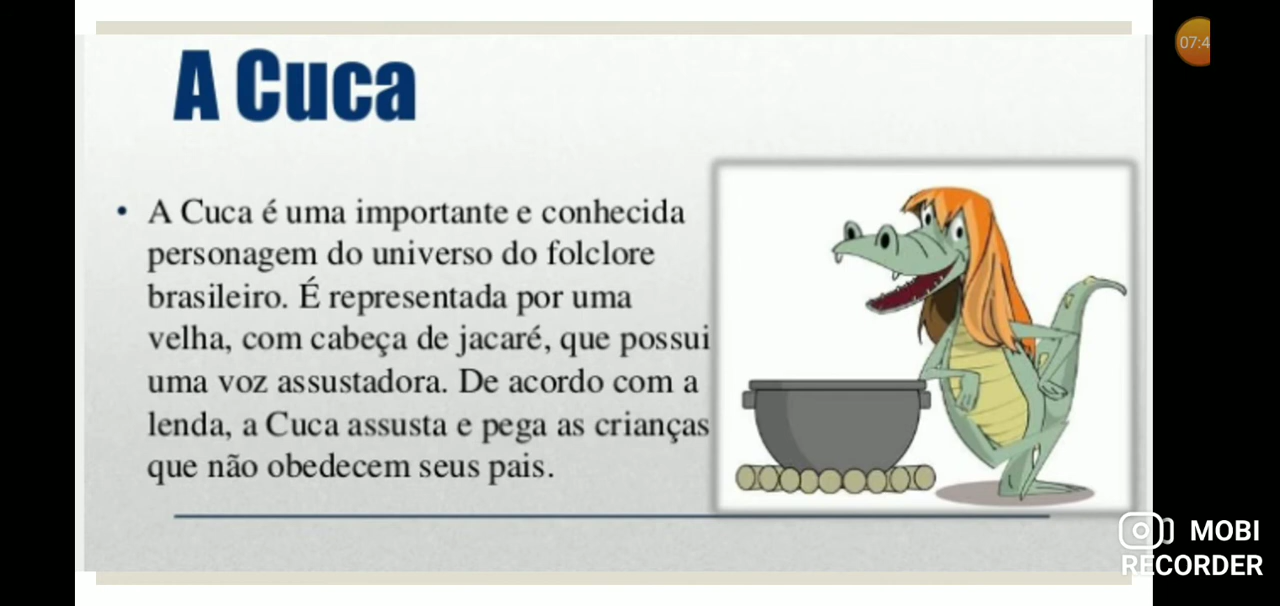 A Cuca
07:4
• A Cuca é uma importante e conhecida
personagem do universo do folclore
brasileiro. É representada por uma
velha, com cabeça de jacaré, que possui
uma voz assustadora. De acordo com a
lenda, a Cuca assusta e pega as crianças
que não obedecem seus pais.
MOBI
RECORDER